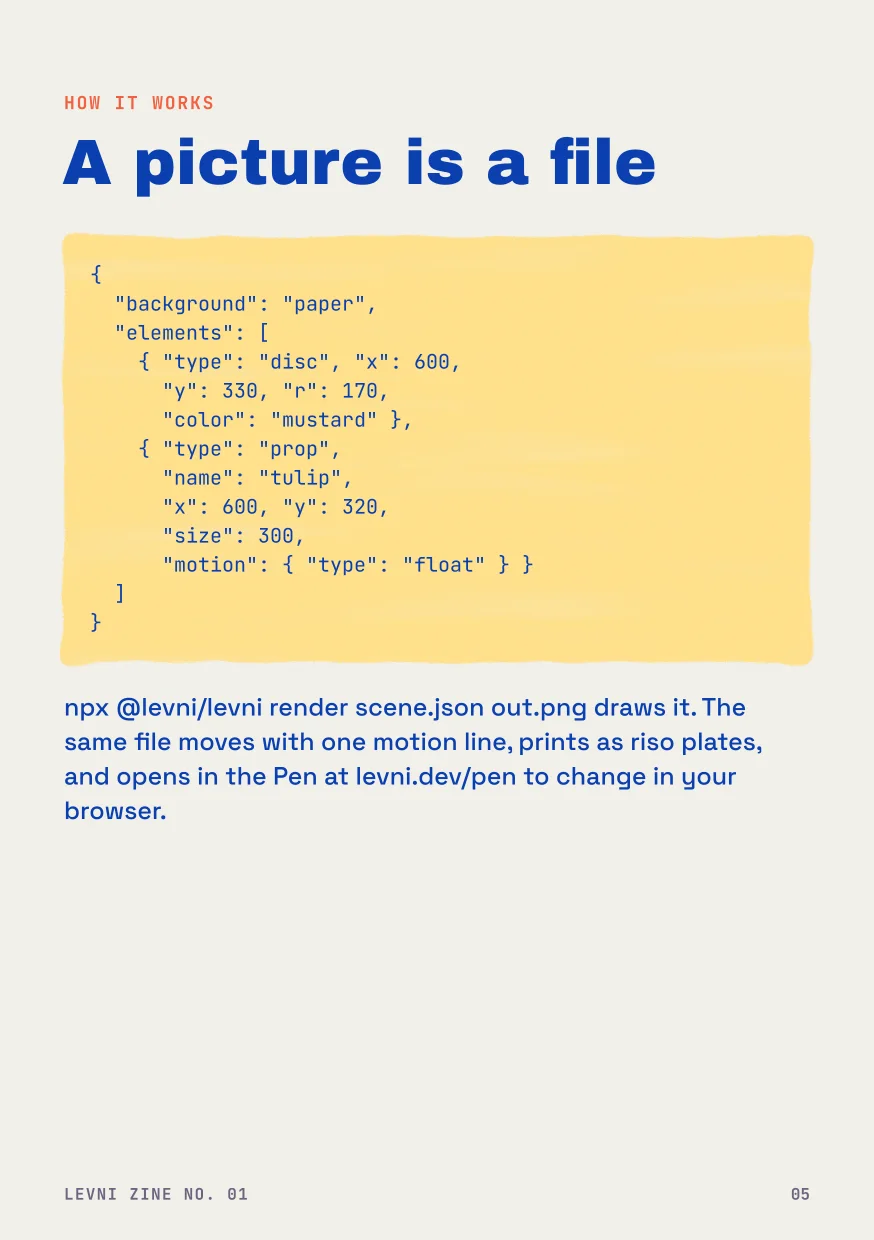 HOW IT WORKS
A picture is a file
{
  "background": "paper",
  "elements": [
    { "type": "disc", "x": 600,
      "y": 330, "r": 170,
      "color": "mustard" },
    { "type": "prop",
      "name": "tulip",
      "x": 600, "y": 320,
      "size": 300,
      "motion": { "type": "float" } }
  ]
}
npx @levni/levni render scene.json out.png draws it. The
same file moves with one motion line, prints as riso plates,
and opens in the Pen at levni.dev/pen to change in your
browser.
LEVNI ZINE NO. 01
05